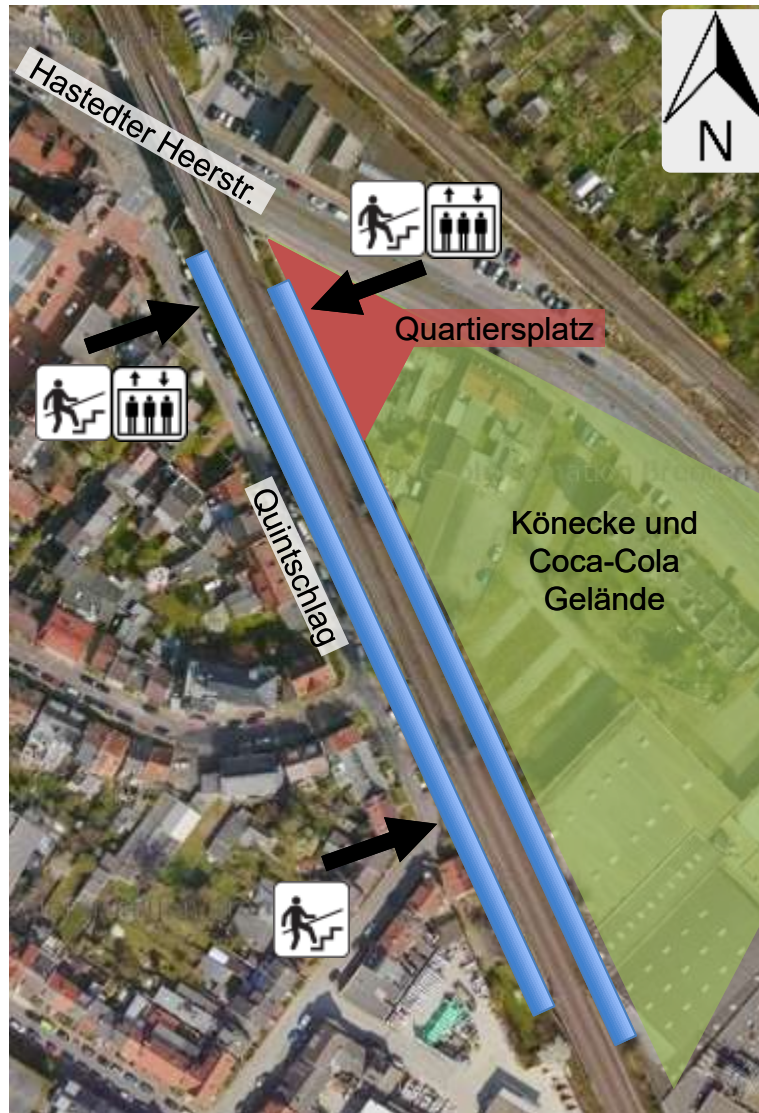 Hastedter Heerstr.
N
Quartiersplatz
Könecke und
Coca-Cola
Gelände
Quintschlag